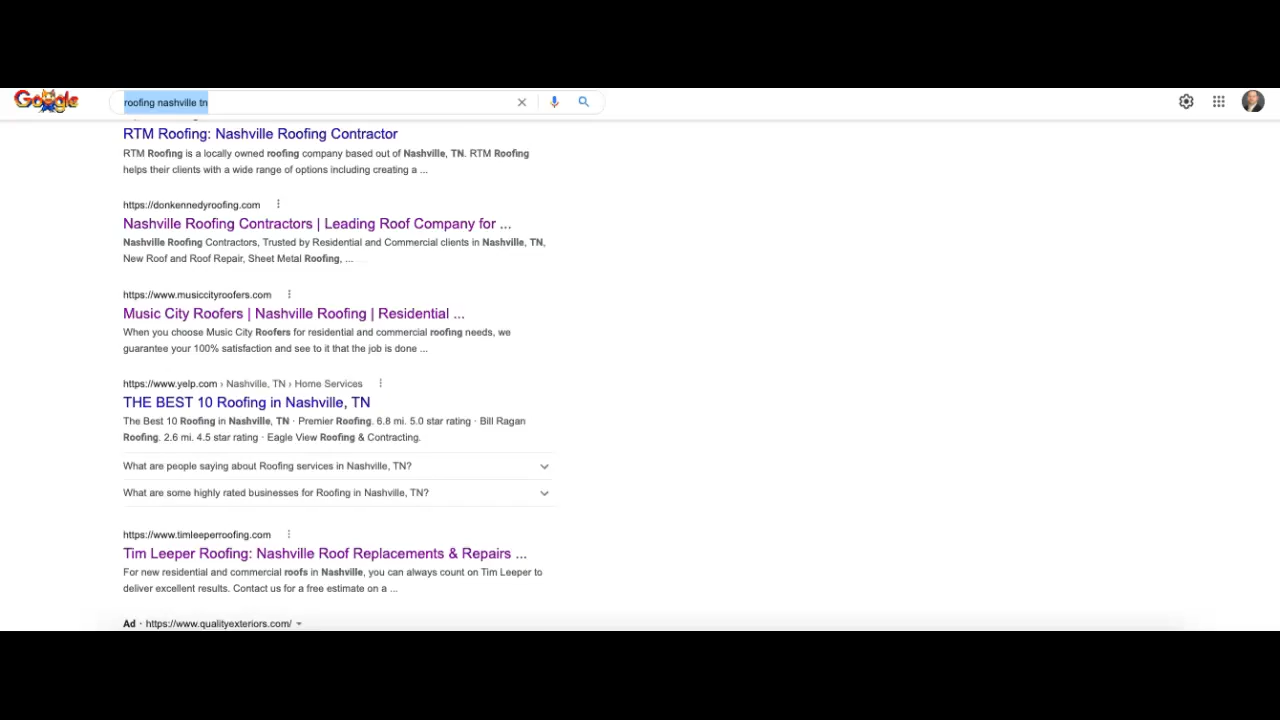 Google
roofing nashville tn
RTM Roofing: Nashville Roofing Contractor
RTM Roofing is a locally owned roofing company based out of Nashville, TN. RTM Roofing
helps their clients with a wide range of options including creating a ...
https://donkennedyroofing.com
Nashville Roofing Contractors | Leading Roof Company for ...
Nashville Roofing Contractors, Trusted by Residential and Commercial clients in Nashville, TN,
New Roof and Roof Repair, Sheet Metal Roofing, ...
https://www.musiccityroofers.com
Music City Roofers | Nashville Roofing | Residential ...
When you choose Music City Roofers for residential and commercial roofing needs, we
guarantee your 100% satisfaction and see to it that the job is done ...
https://www.yelp.com › Nashville, TN › Home Services
THE BEST 10 Roofing in Nashville, TN
The Best 10 Roofing in Nashville, TN · Premier Roofing. 6.8 mi. 5.0 star rating · Bill Ragan
Roofing. 2.6 mi. 4.5 star rating · Eagle View Roofing & Contracting.
What are people saying about Roofing services in Nashville, TN?
What are some highly rated businesses for Roofing in Nashville, TN?
https://www.timleeperroofing.com
Tim Leeper Roofing: Nashville Roof Replacements & Repairs ...
For new residential and commercial roofs in Nashville, you can always count on Tim Leeper to
deliver excellent results. Contact us for a free estimate on a ...
Ad · https://www.qualityexteriors.com/